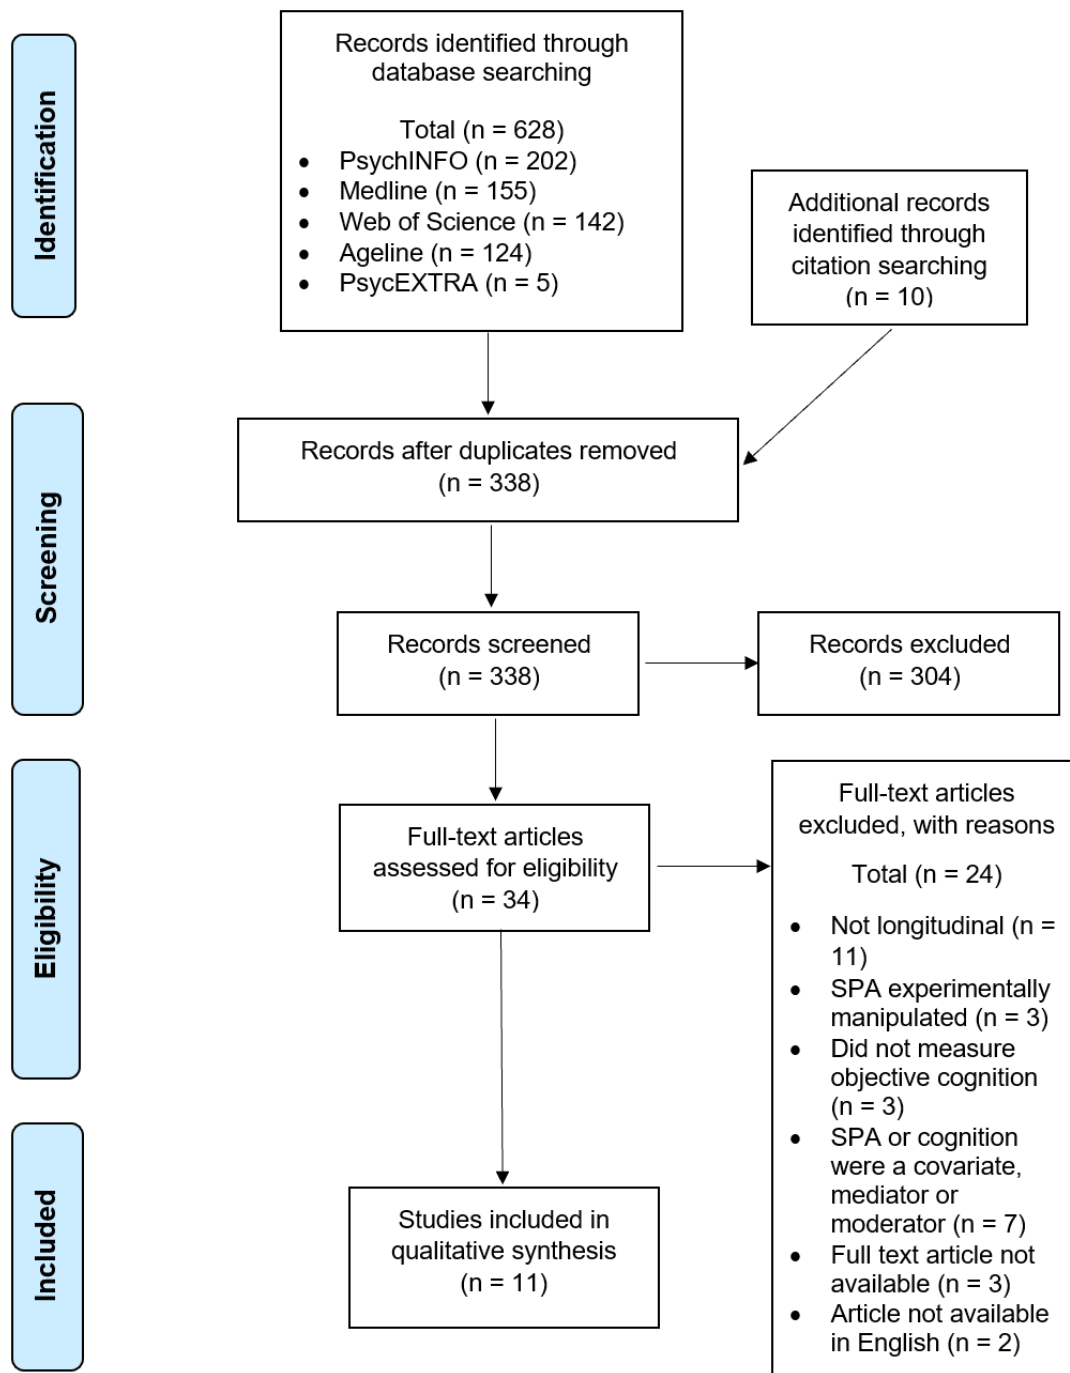 Identification
Records identified through
database searching
Total (n = 628)
• PsychINFO (n = 202)
• Medline (n = 155)
• Web of Science (n = 142)
• Ageline (n = 124)
• PsycEXTRA (n = 5)
Additional records
identified through
citation searching
(n = 10)
Screening
Records after duplicates removed
(n = 338)
Records screened
(n = 338)
Records excluded
(n = 304)
Eligibility
Full-text articles
assessed for eligibility
(n = 34)
Full-text articles
excluded, with reasons
Total (n = 24)
• Not longitudinal (n =
11)
• SPA experimentally
manipulated (n = 3)
• Did not measure
objective cognition
(n = 3)
• SPA or cognition
were a covariate,
mediator or
moderator (n = 7)
• Full text article not
available (n = 3)
• Article not available
in English (n = 2)
Included
Studies included in
qualitative synthesis
(n = 11)